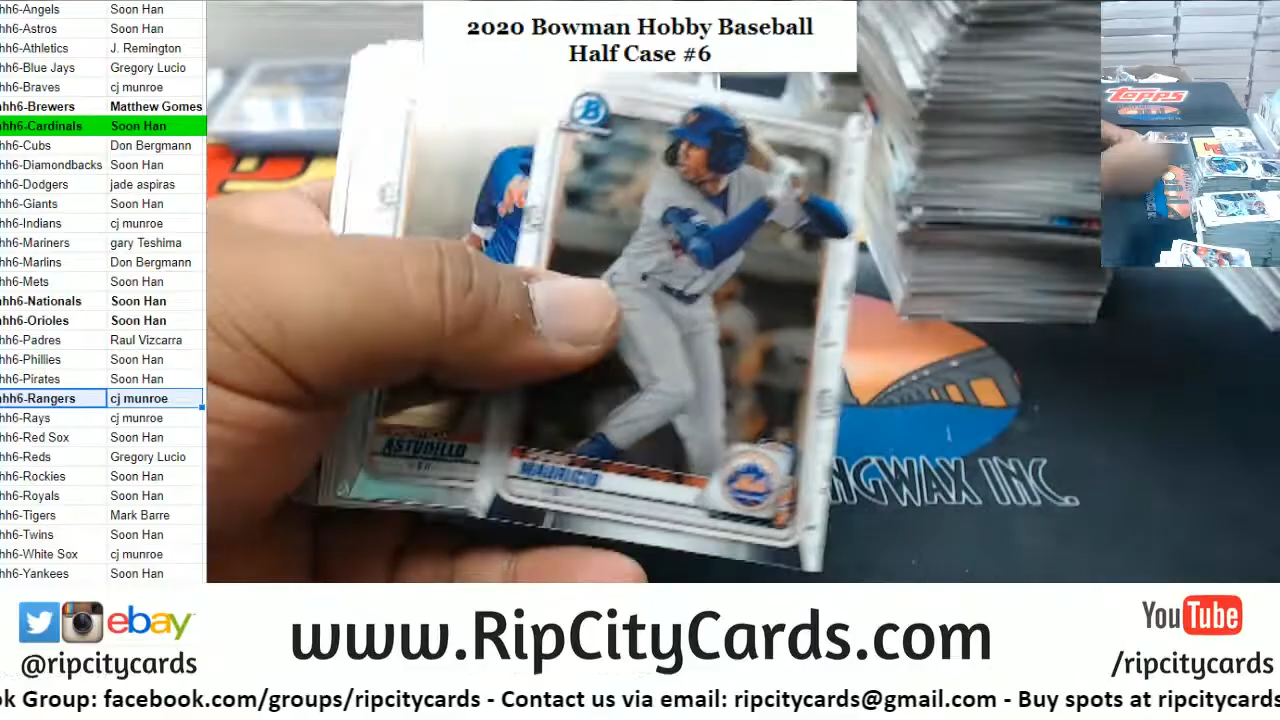 2020 Bowman Hobby Baseball
Half Case #6
hh6-Angels Soon Han
hh6-Astros Soon Han
hh6-Athletics J. Remington
hh6-Blue Jays Gregory Lucio
hh6-Braves cj munroe
hh6-Brewers Matthew Gomes
hh6-Cardinals Soon Han
hh6-Cubs Don Bergmann
hh6-Diamondbacks Soon Han
hh6-Dodgers jade aspiras
hh6-Giants Soon Han
hh6-Indians cj munroe
hh6-Mariners gary Teshima
hh6-Marlins Don Bergmann
hh6-Mets Soon Han
hh6-Nationals Soon Han
hh6-Orioles Soon Han
hh6-Padres Raul Vizcarra
hh6-Phillies Soon Han
hh6-Pirates Soon Han
hh6-Rangers cj munroe
hh6-Rays cj munroe
hh6-Red Sox Soon Han
hh6-Reds Gregory Lucio
hh6-Rockies Soon Han
hh6-Royals Soon Han
hh6-Tigers Mark Barre
hh6-Twins Soon Han
hh6-White Sox cj munroe
hh6-Yankees Soon Han
B
ASTUDILLO
MAURICIO
Topps
NGWAX INC.
ebay
@ripcitycards
www.RipCityCards.com
YouTube
/ripcitycards
ok Group: facebook.com/groups/ripcitycards - Contact us via email: ripcitycards@gmail.com - Buy spots at ripcitycards